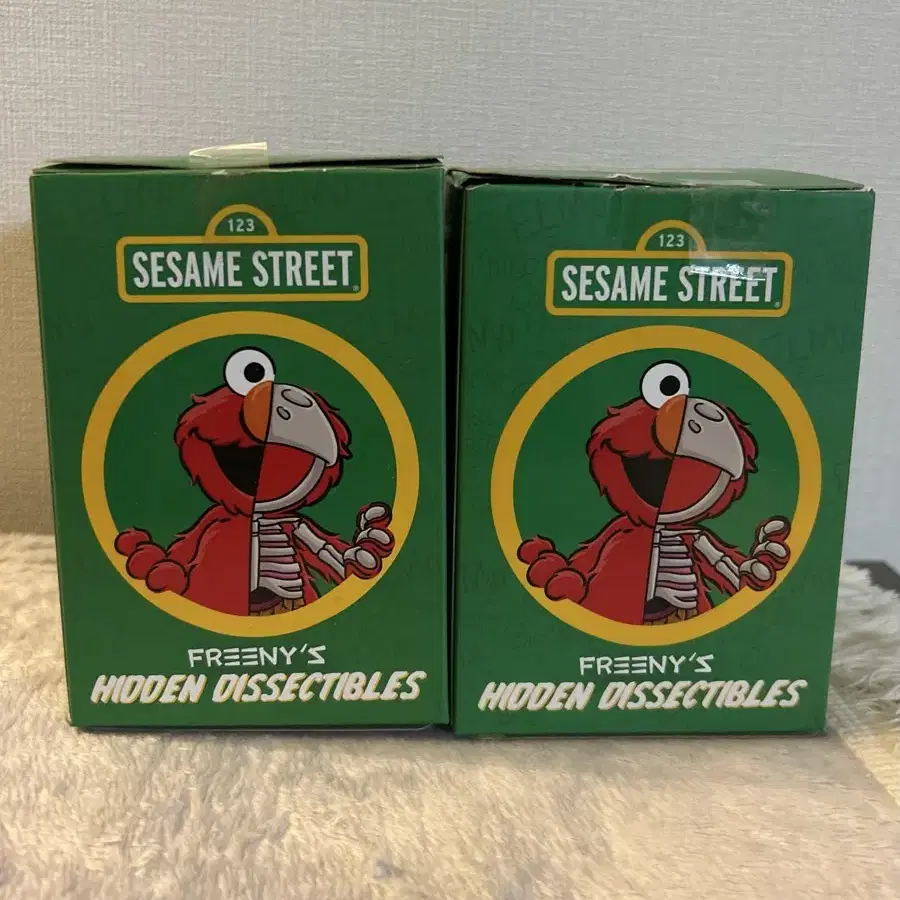 123
SESAME STREET®
FREENY'S
HIDDEN DISSECTIBLES
123
SESAME STREET®
FREENY'S
HIDDEN DISSECTIBLES